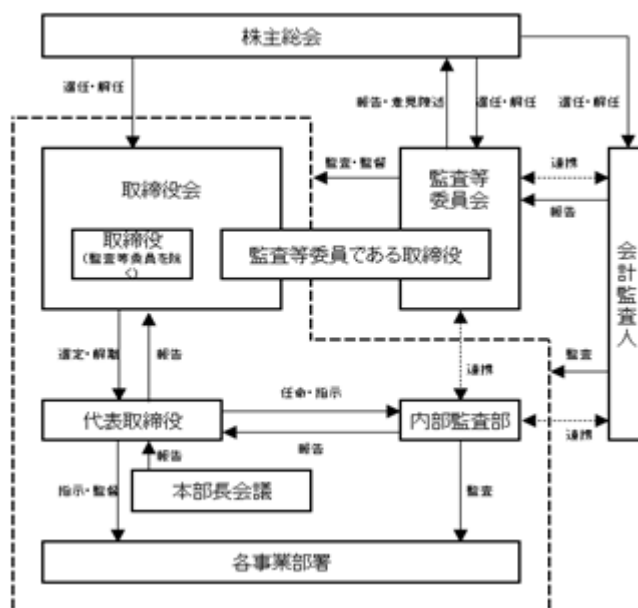 株主総会
選任・解任
報告・意見陳述
選任・解任
選任・解任
取締役会
監査・監督
監査等
委員会
連携
報告
取締役
(監査等委員を除
く)
監査等委員である取締役
会計監査人
選定・解職
報告
連携
監査
代表取締役
任命・指示
内部監査部
報告
連携
報告
指示・監督
本部長会議
監査
各事業部署